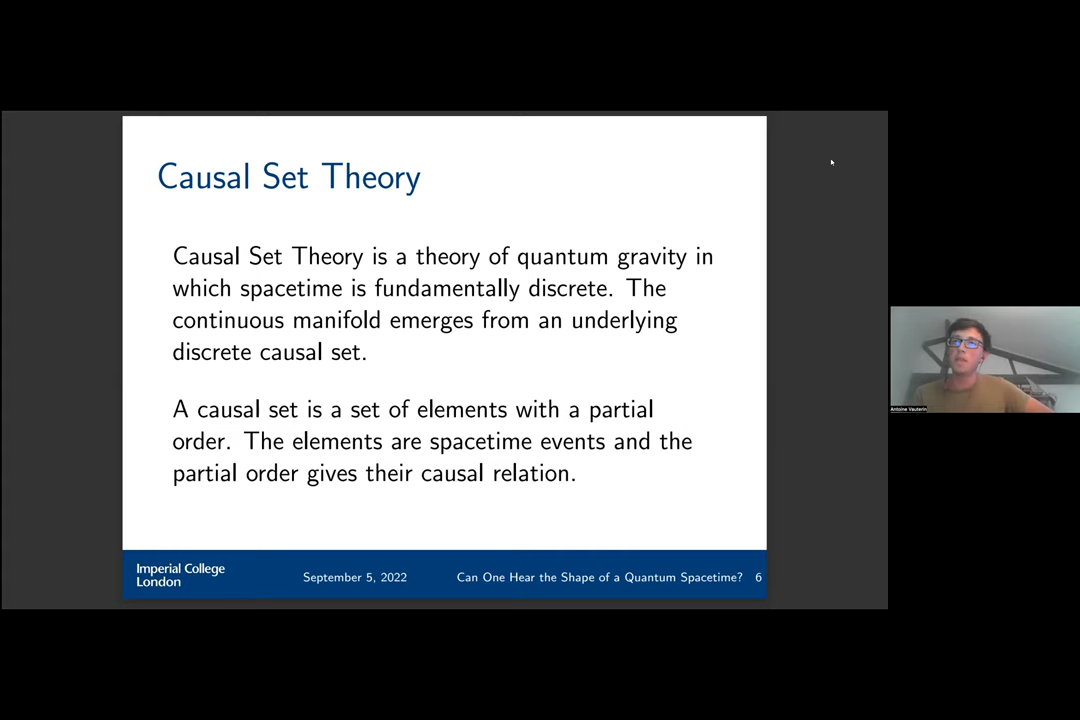 Causal Set Theory
Causal Set Theory is a theory of quantum gravity in
which spacetime is fundamentally discrete. The
continuous manifold emerges from an underlying
discrete causal set.
A causal set is a set of elements with a partial
order. The elements are spacetime events and the
partial order gives their causal relation.
Imperial College
London
September 5, 2022
Can One Hear the Shape of a Quantum Spacetime?
6
Antoine Vauterin